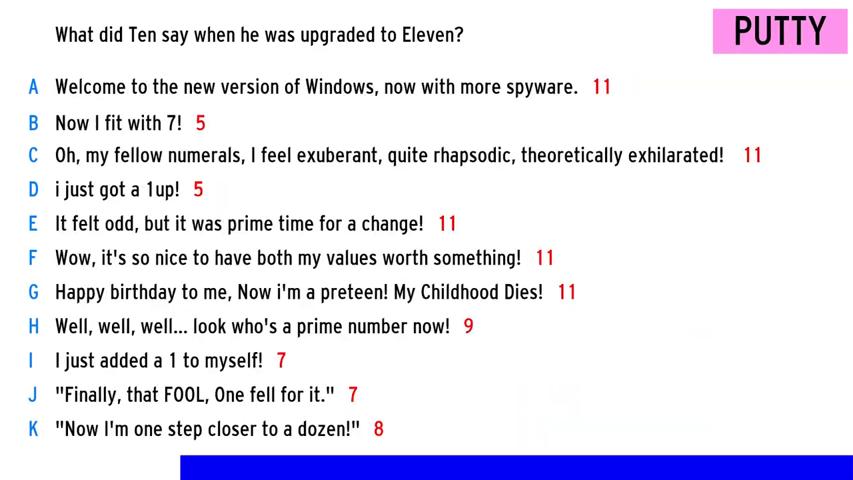 What did Ten say when he was upgraded to Eleven?
PUTTY
A Welcome to the new version of Windows, now with more spyware. 11
B Now I fit with 7! 5
C Oh, my fellow numerals, I feel exuberant, quite rhapsodic, theoretically exhilarated! 11
D i just got a 1up! 5
E It felt odd, but it was prime time for a change! 11
F Wow, it's so nice to have both my values worth something! 11
G Happy birthday to me, Now i'm a preteen! My Childhood Dies! 11
H Well, well, well... look who's a prime number now! 9
I I just added a 1 to myself! 7
J "Finally, that FOOL, One fell for it." 7
K "Now I'm one step closer to a dozen!" 8